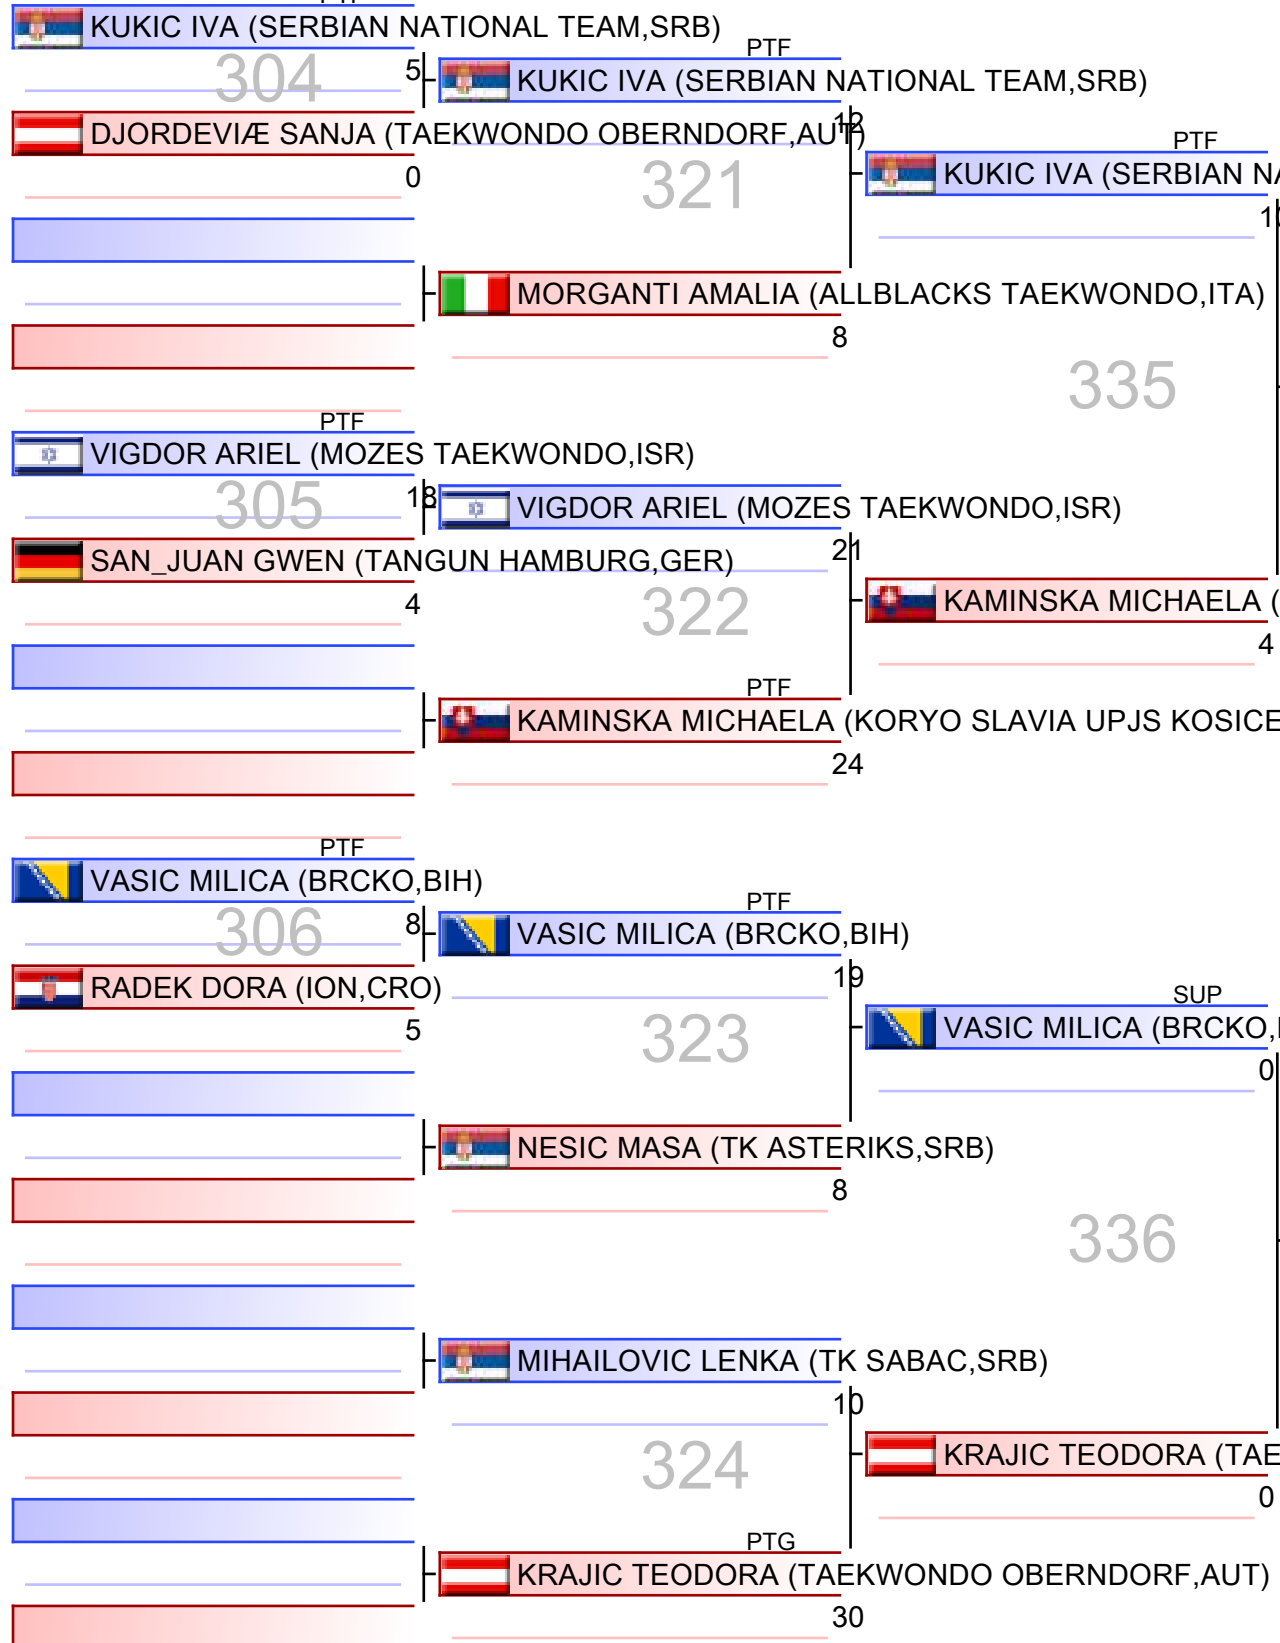 KUKIC IVA (SERBIAN NATIONAL TEAM,SRB)
304
5
DJORDEVIÆ SANJA (TAEKWONDO OBERNDORF,AUT)
0
PTF
KUKIC IVA (SERBIAN NATIONAL TEAM,SRB)
12
321
MORGANTI AMALIA (ALLBLACKS TAEKWONDO,ITA)
8
PTF
KUKIC IVA (SERBIAN
335
PTF
VIGDOR ARIEL (MOZES TAEKWONDO,ISR)
305
18
SAN_JUAN GWEN (TANGUN HAMBURG,GER)
4
VIGDOR ARIEL (MOZES TAEKWONDO,ISR)
21
322
PTF
KAMINSKA MICHAELA (KORYO SLAVIA UPJS KOSICE
24
KAMINSKA MICHAELA (
4
PTF
VASIC MILICA (BRCKO,BIH)
306
8
RADEK DORA (ION,CRO)
5
PTF
VASIC MILICA (BRCKO,BIH)
19
323
NESIC MASA (TK ASTERIKS,SRB)
8
SUP
VASIC MILICA (BRCKO,
0
336
MIHAILOVIC LENKA (TK SABAC,SRB)
10
324
PTG
KRAJIC TEODORA (TAEKWONDO OBERNDORF,AUT)
30
KRAJIC TEODORA (TAE
0